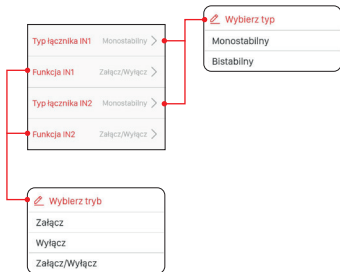 Wybierz typ
Monostabilny
Bistabilny
Typ łącznika IN1 Monostabilny
Funkcja IN1 Załącz/Wyłącz
Typ łącznika IN2 Monostabilny
Funkcja IN2 Załącz/Wyłącz
Wybierz tryb
Załącz
Wyłącz
Załącz/Wyłącz